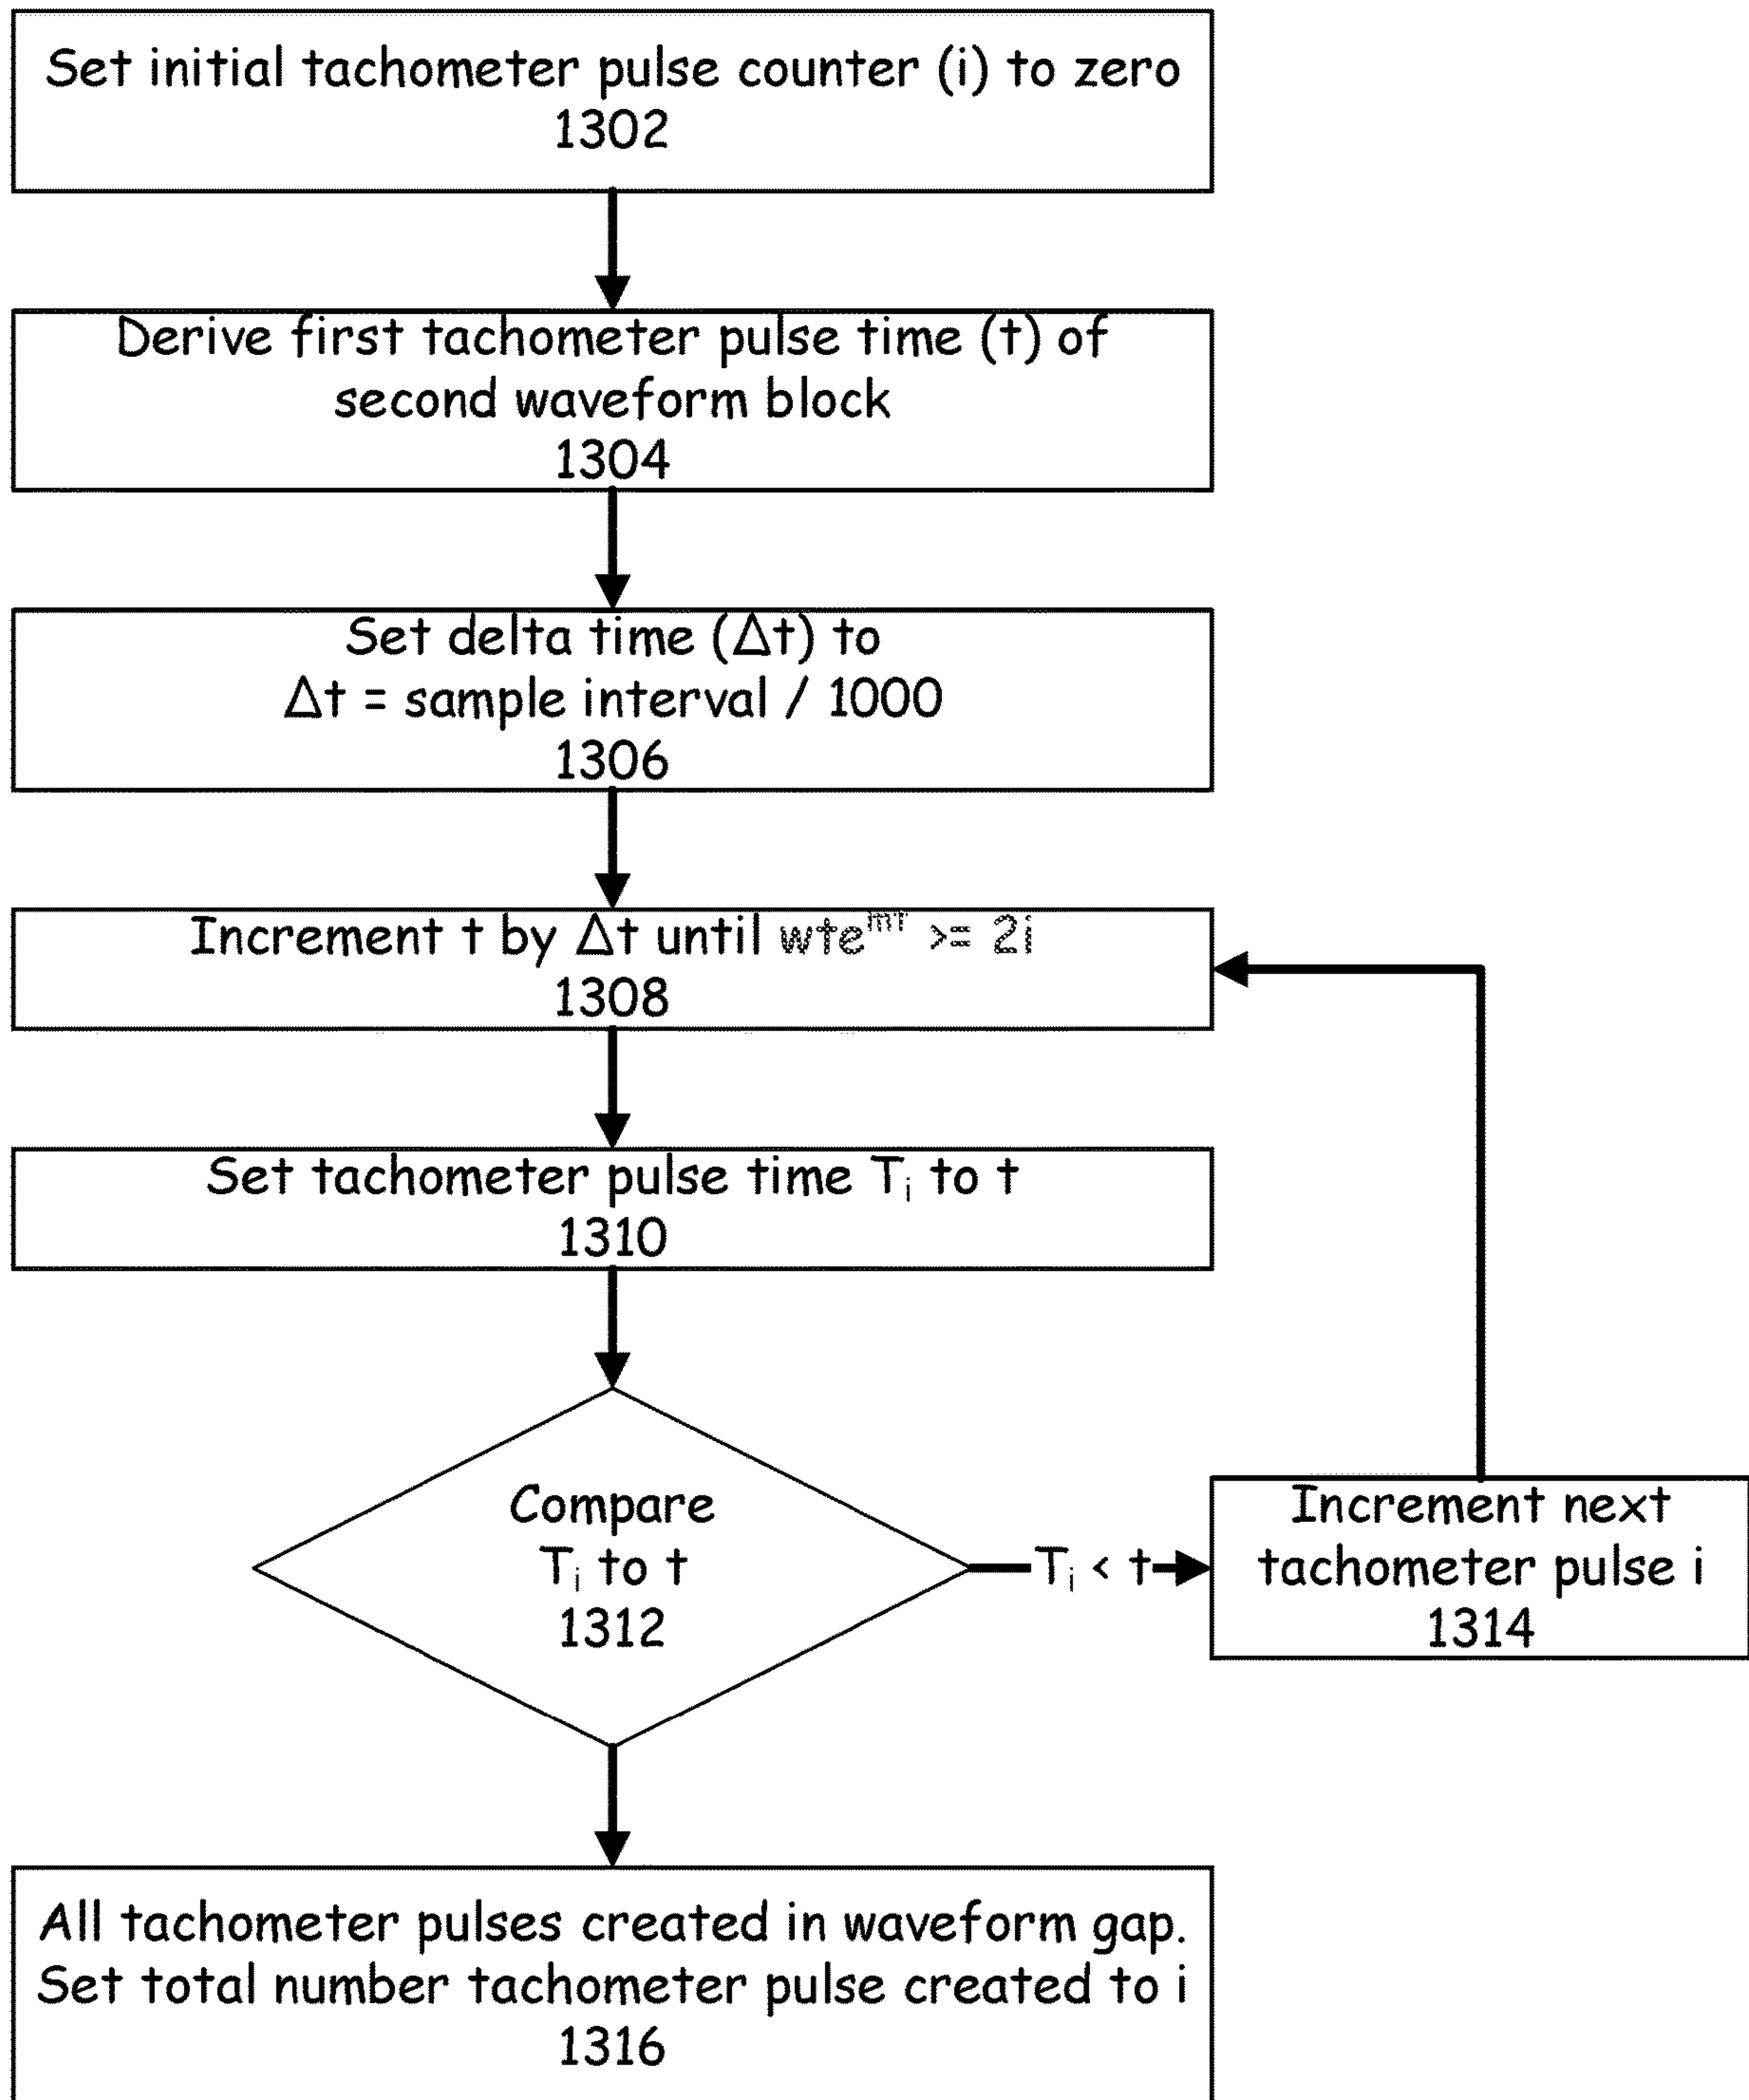 Set initial tachometer pulse counter (i) to zero
1302
Derive first tachometer pulse time (t) of
second waveform block
1304
Set delta time (Δt) to
Δt = sample interval / 1000
1306
Increment t by Δt until wte^mt >= 2i
1308
Set tachometer pulse time Tᵢ to t
1310
Compare
Tᵢ to t
1312
Tᵢ < t
Increment next
tachometer pulse i
1314
All tachometer pulses created in waveform gap.
Set total number tachometer pulse created to i
1316